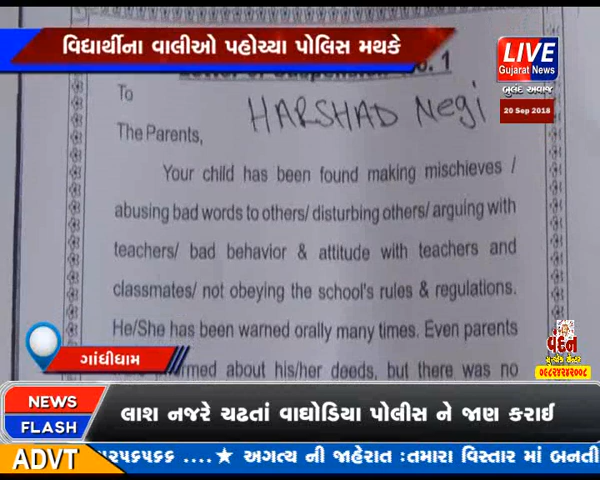 વિદ્યાર્થીના વાલીઓ પહોચ્યા પોલિસ મથકે
LIVE
Gujarat News
બુલંદ અવાજ
20 Sep 2018
No. 1
To
HARSHAD Negi
The Parents,
Your child has been found making mischieves /
abusing bad words to others/ disturbing others/ arguing with
teachers/ bad behavior & attitude with teachers and
classmates/ not obeying the school's rules & regulations.
He/She has been warned orally many times. Even parents
about his/her deeds, but there was no
ગાંધીધામ
NEWS
FLASH
લાશ નજરે ચઢતાં વાઘોડિયા પોલીસ ને જાણ કરાઈ
ADVT
....★ અગત્ય ની જાહેરાત :તમારા વિસ્તાર માં બનતી